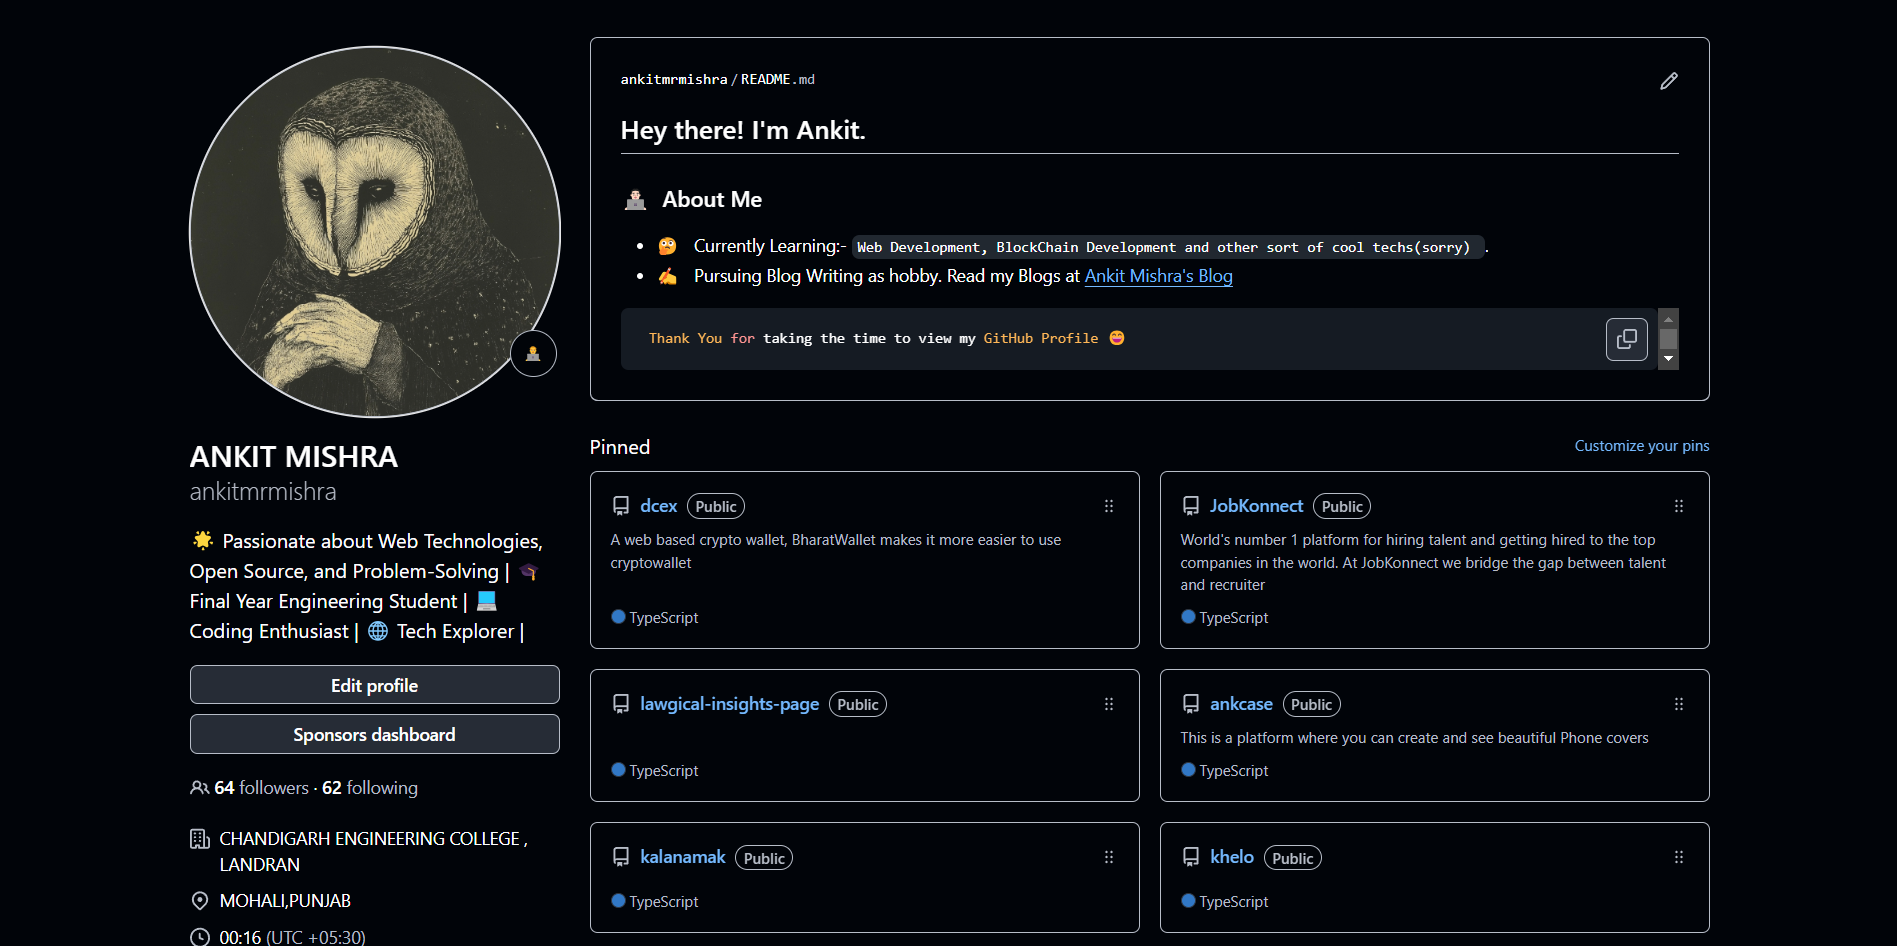 ANKIT MISHRA
ankitmrmishra
Passionate about Web Technologies,
Open Source, and Problem-Solving |
Final Year Engineering Student |
Coding Enthusiast | Tech Explorer |
Edit profile
Sponsors dashboard
64 followers · 62 following
CHANDIGARH ENGINEERING COLLEGE ,
LANDRAN
MOHALI,PUNJAB
00:16 (UTC +05:30)
ankitmrmishra/README.md
Hey there! I'm Ankit.
About Me
Currently Learning:- Web Development, BlockChain Development and other sort of cool techs(sorry) .
Pursuing Blog Writing as hobby. Read my Blogs at Ankit Mishra's Blog
Thank You for taking the time to view my GitHub Profile 😄
Pinned
Customize your pins
dcex Public
A web based crypto wallet, BharatWallet makes it more easier to use
cryptowallet
TypeScript
JobKonnect Public
World's number 1 platform for hiring talent and getting hired to the top
companies in the world. At JobKonnect we bridge the gap between talent
and recruiter
TypeScript
lawgical-insights-page Public
TypeScript
ankcase Public
This is a platform where you can create and see beautiful Phone covers
TypeScript
kalanamak Public
TypeScript
khelo Public
TypeScript